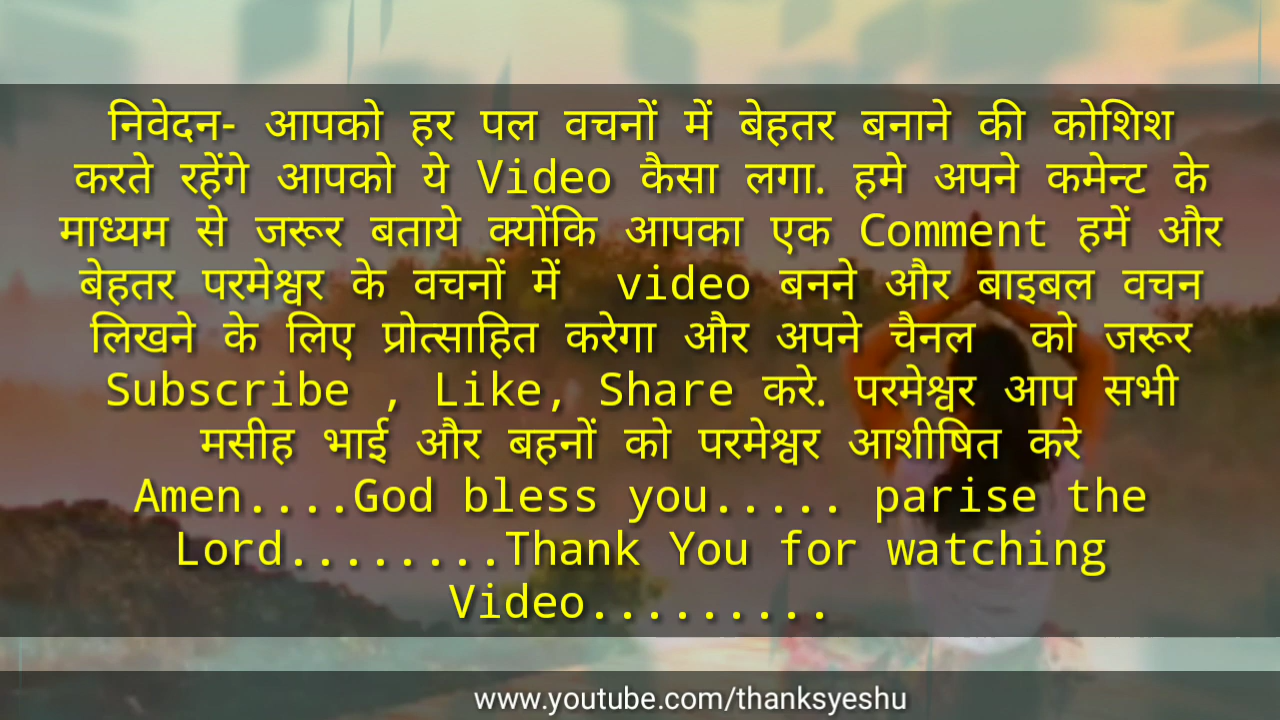 निवेदन- आपको हर पल वचनों में बेहतर बनाने की कोशिश
करते रहेंगे आपको ये Video कैसा लगा. हमे अपने कमेन्ट के
माध्यम से जरूर बताये क्योंकि आपका एक Comment हमें और
बेहतर परमेश्वर के वचनों में video बनने और बाइबल वचन
लिखने के लिए प्रोत्साहित करेगा और अपने चैनल को जरूर
Subscribe , Like, Share करे. परमेश्वर आप सभी
मसीह भाई और बहनों को परमेश्वर आशीषित करे
Amen....God bless you..... parise the
Lord........Thank You for watching
Video.........
www.youtube.com/thanksyeshu